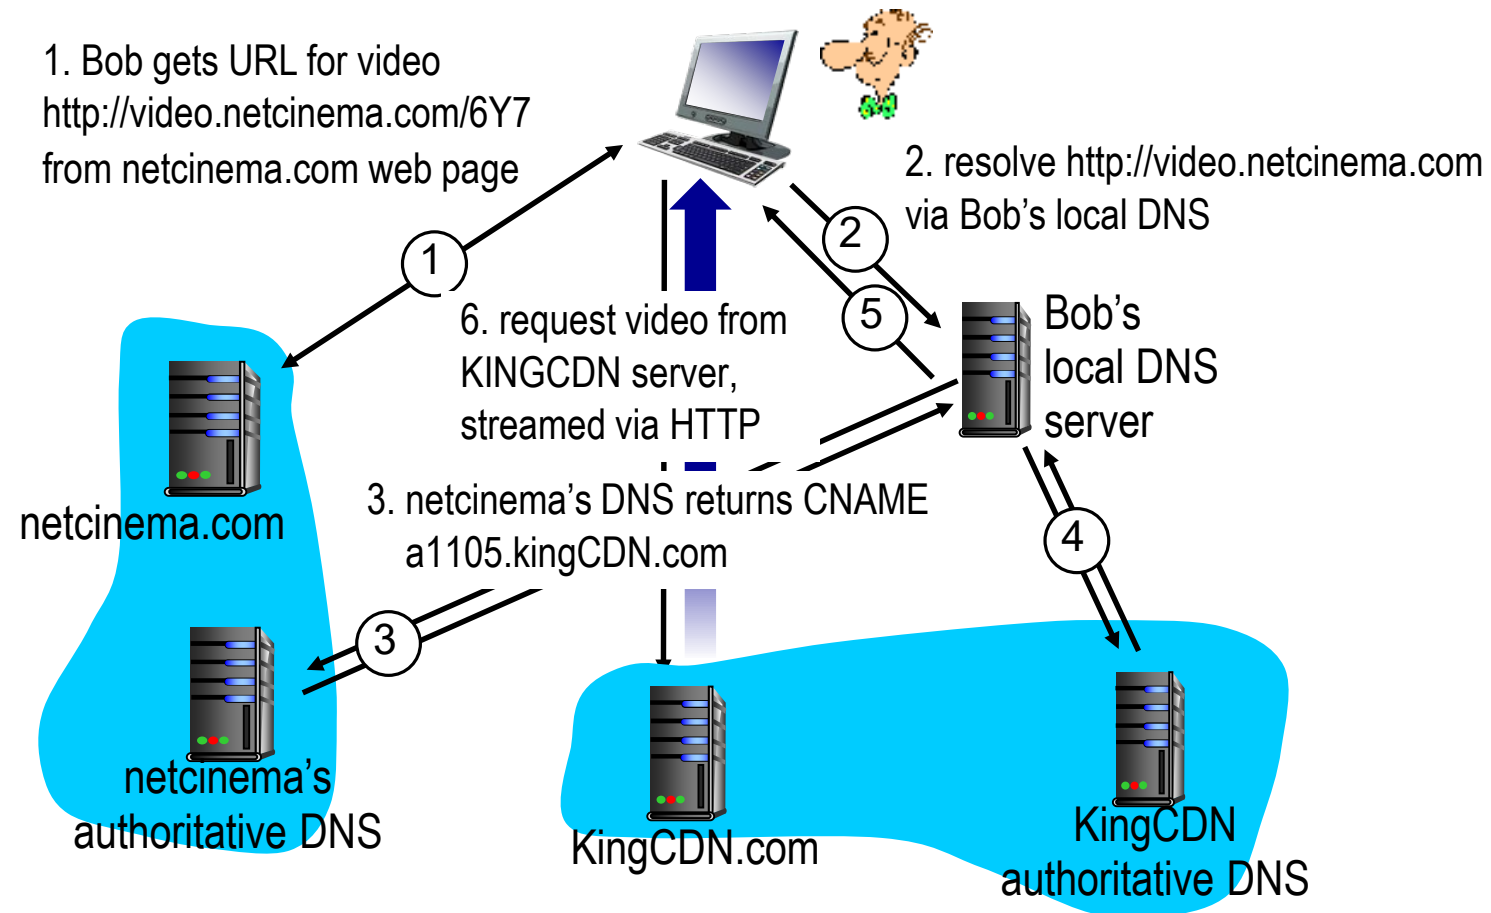 1. Bob gets URL for video
http://video.netcinema.com/6Y7
from netcinema.com web page
2. resolve http://video.netcinema.com
via Bob's local DNS
1
2
5
6. request video from
KINGCDN server,
streamed via HTTP
Bob's
local DNS
server
netcinema.com
3. netcinema's DNS returns CNAME
a1105.kingCDN.com
4
3
netcinema's
authoritative DNS
KingCDN.com
KingCDN
authoritative DNS